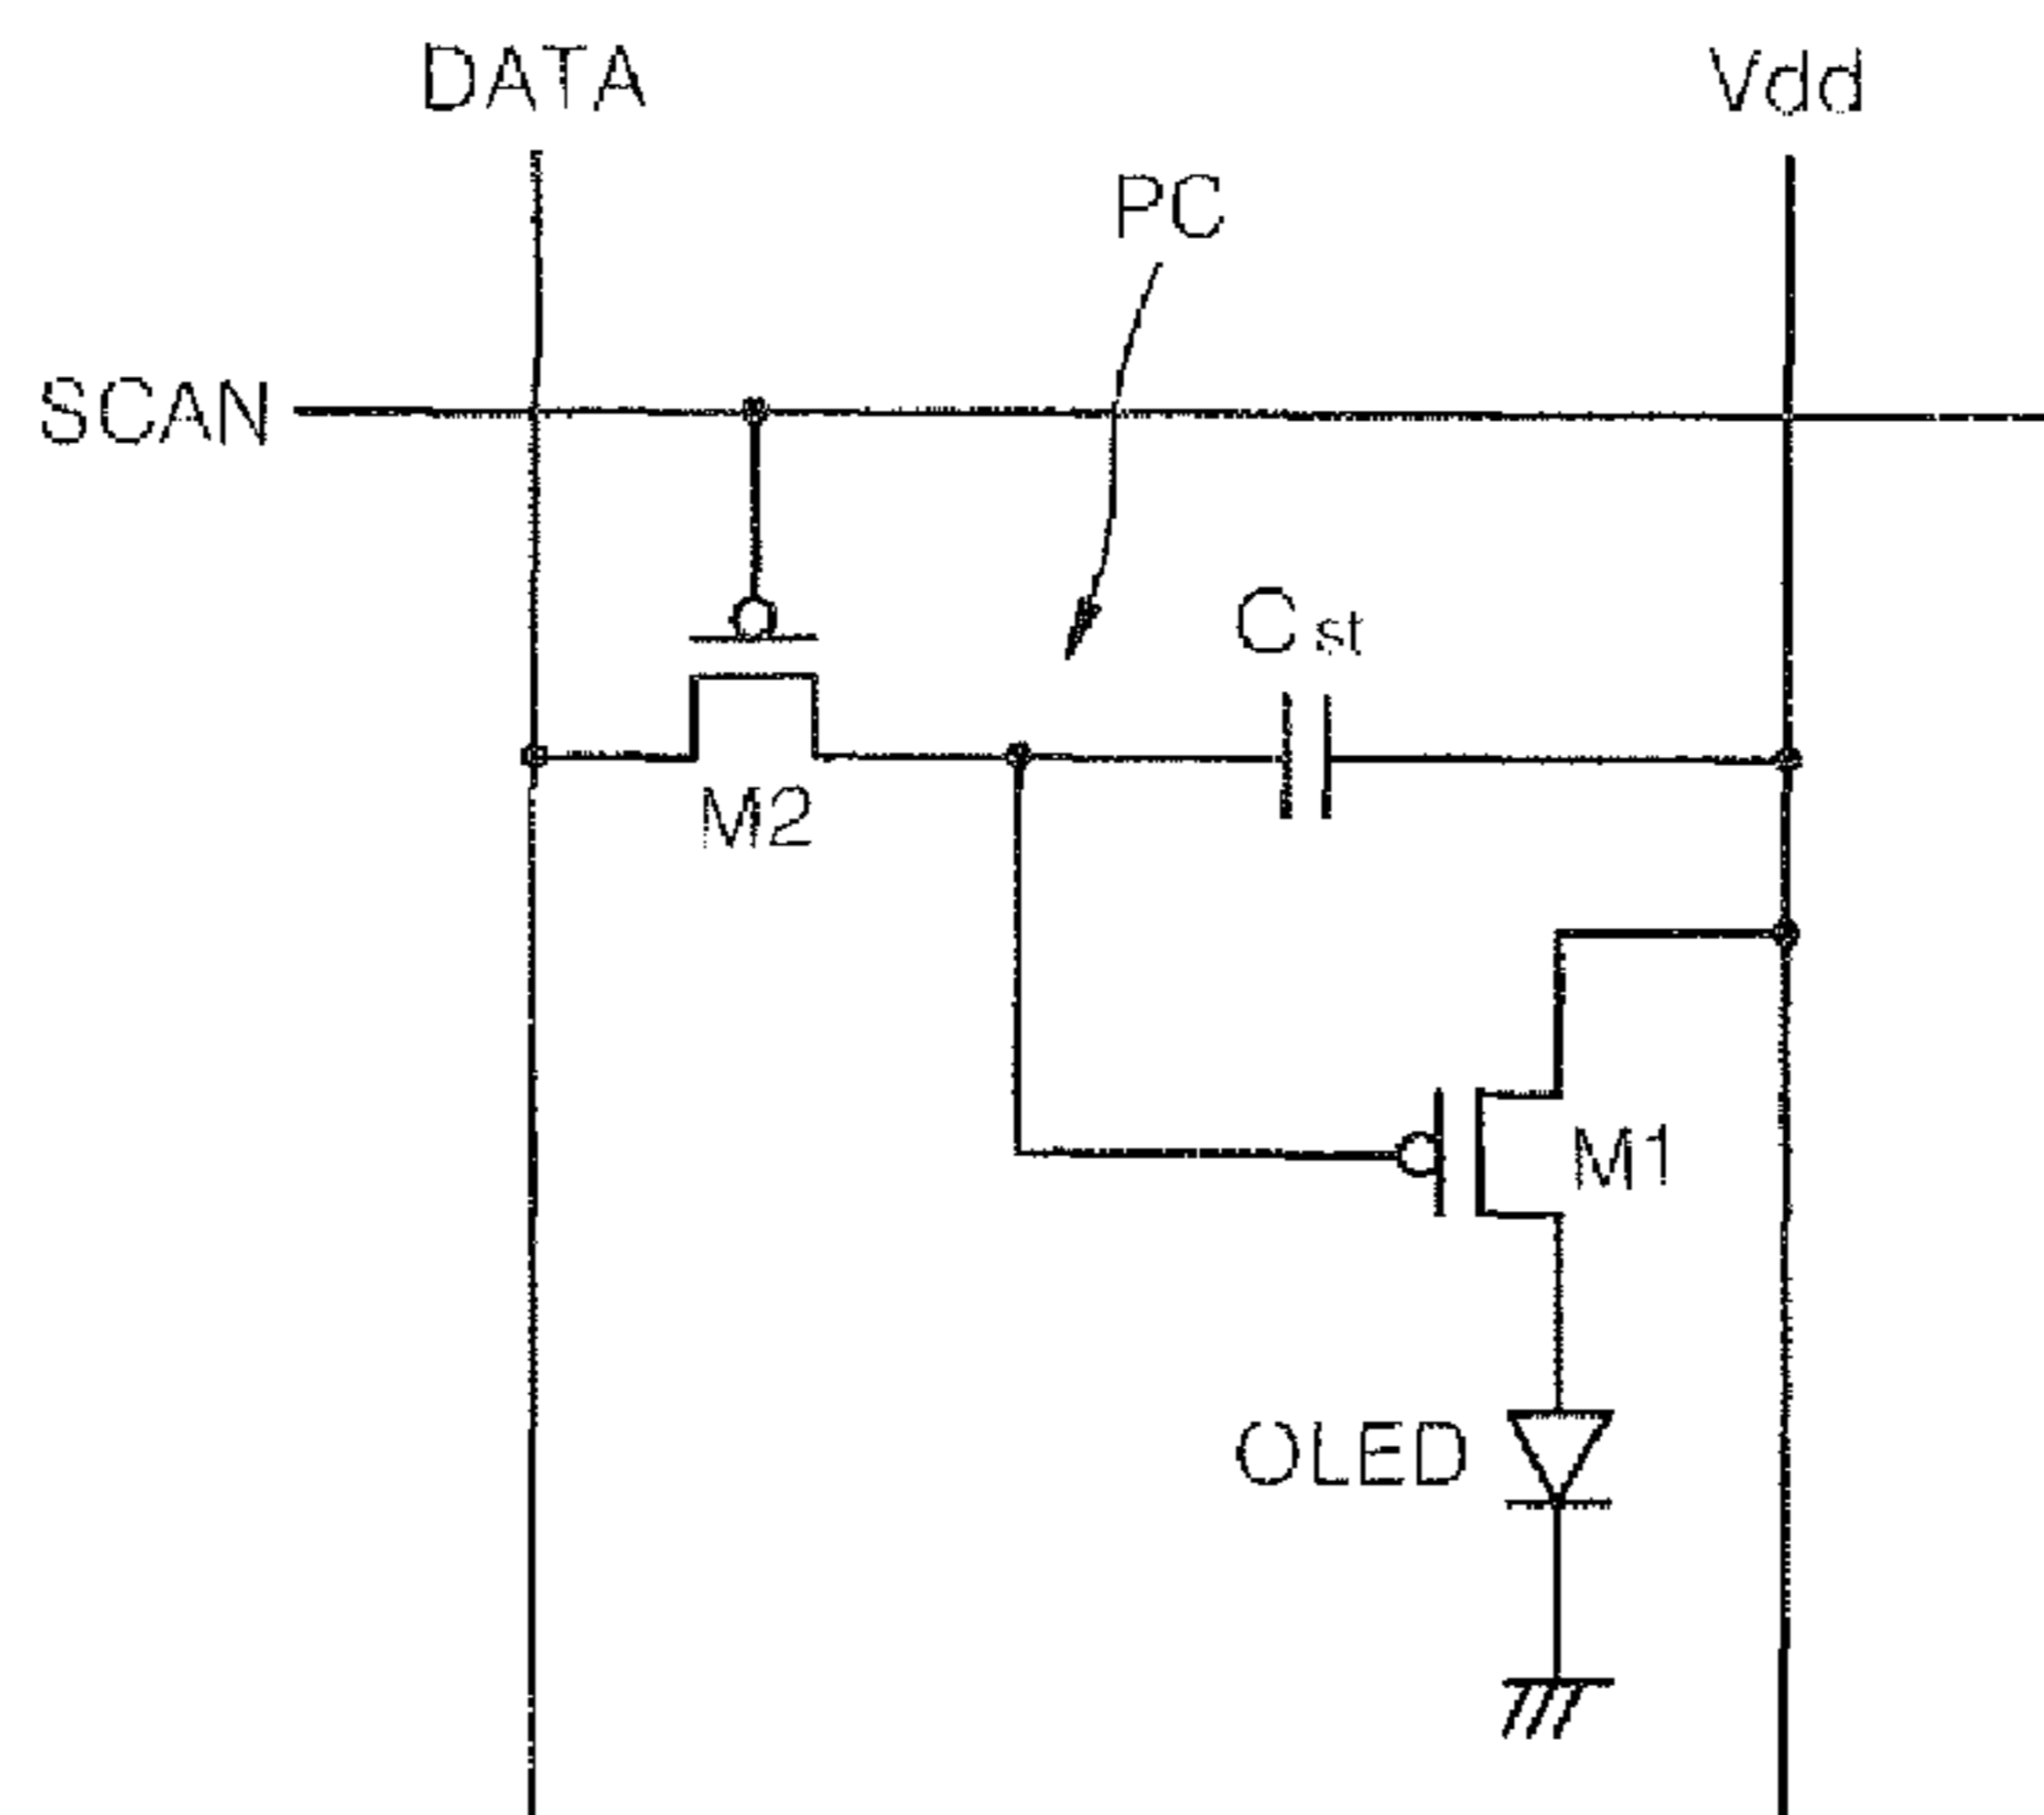 DATA
Vdd
PC
SCAN
Cst
M2
M1
OLED